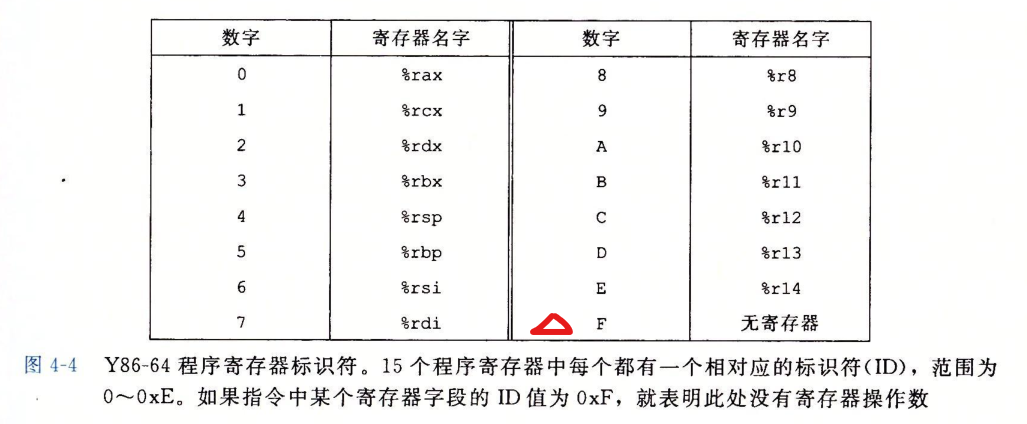 数字 寄存器名字 数字 寄存器名字
0 %rax 8 %r8
1 %rcx 9 %r9
2 %rdx A %r10
3 %rbx B %r11
4 %rsp C %r12
5 %rbp D %r13
6 %rsi E %r14
7 %rdi F 无寄存器
图 4-4 Y86-64 程序寄存器标识符。15 个程序寄存器中每个都有一个相对应的标识符(ID)，范围为
0～0xE。如果指令中某个寄存器字段的 ID 值为 0xF，就表明此处没有寄存器操作数